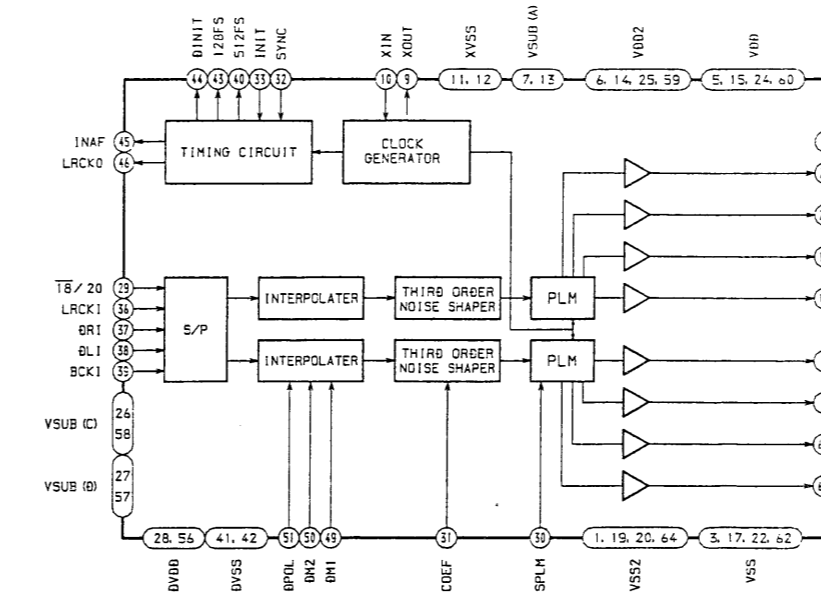 DINIT
128FS
512FS
INIT
SYNC
XIN
XOUT
XVSS
VSUB (A)
VDD2
VDD
44
43
40
33
32
10
9
11. 12
7. 13
6. 14. 25. 59
5. 15. 24. 60
INAF
45
LRCKO
46
TIMING CIRCUIT
CLOCK
GENERATOR
18/20
29
LRCKI
36
DRI
37
DLI
38
BCKI
39
S/P
INTERPOLATER
THIRD ORDER
NOISE SHAPER
PLM
INTERPOLATER
THIRD ORDER
NOISE SHAPER
PLM
VSUB (C)
26
58
VSUB (D)
27
57
28. 56
41. 42
51
50
49
31
30
1. 19. 20. 64
3. 17. 22. 62
DVDD
DVSS
DPOL
DM2
DM1
COEF
SPLM
VSS2
VSS